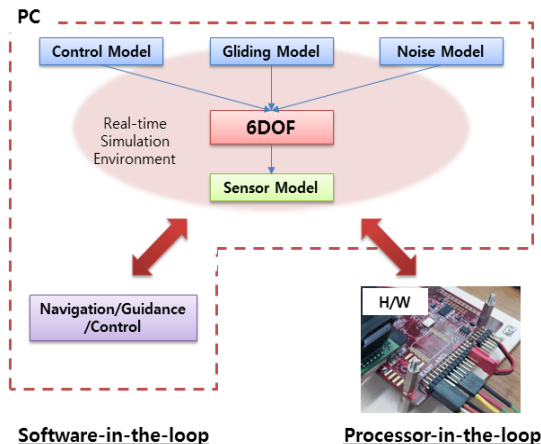 PC
Control Model
Gliding Model
Noise Model
Real-time
Simulation
Environment
6DOF
Sensor Model
Navigation/Guidance
/Control
H/W
Software-in-the-loop
Processor-in-the-loop